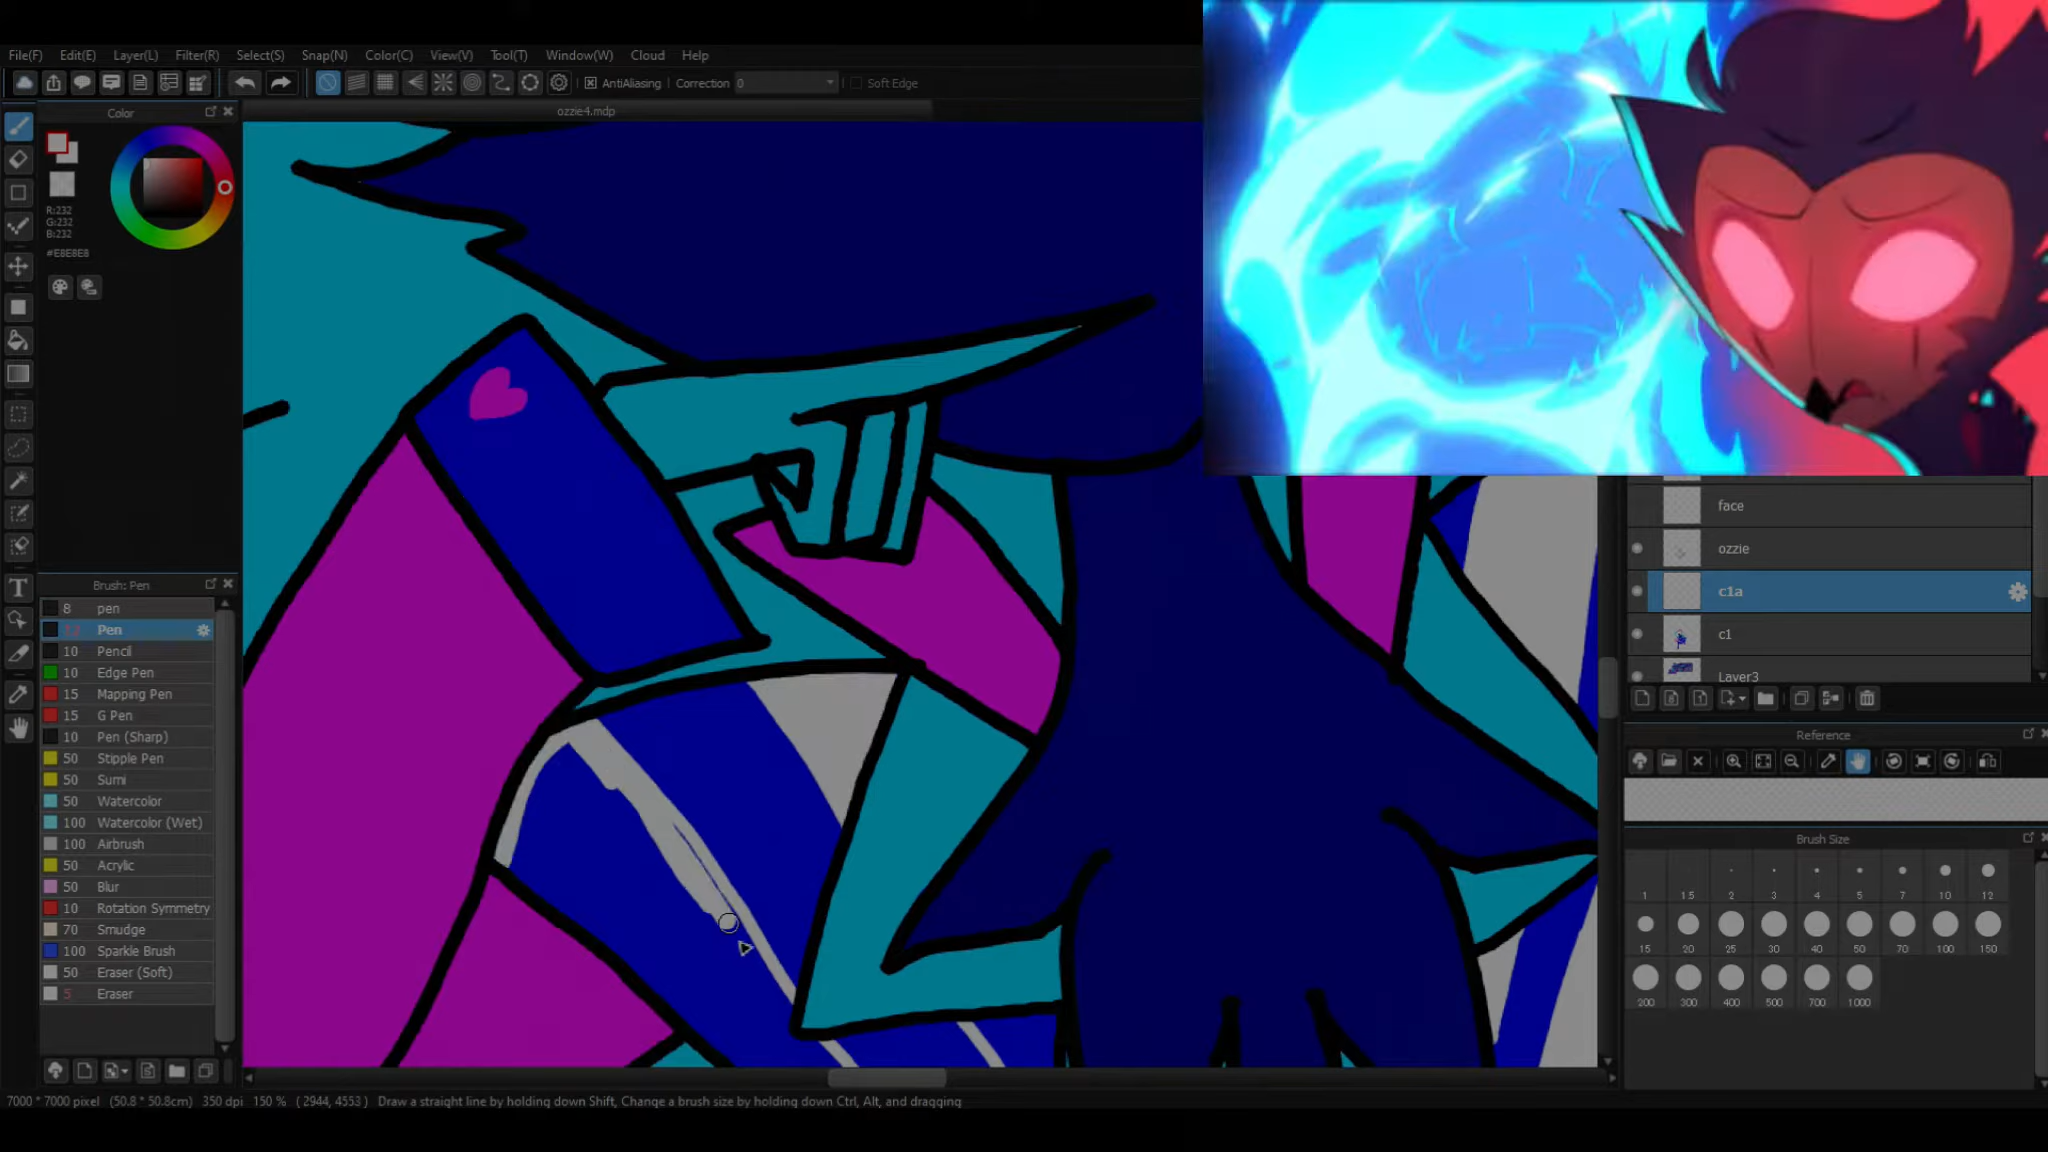 File(F) Edit(E) Layer(L) Filter(R) Select(S) Snap(N) Color(C) View(V) Tool(T) Window(W) Cloud Help
AntiAliasing Correction 0 Soft Edge
Color
ozzie4.mdp
R:232
G:232
B:232
#E8E8E8
Brush: Pen
8 pen
Pen
10 Pencil
10 Edge Pen
15 Mapping Pen
15 G Pen
10 Pen (Sharp)
50 Stipple Pen
50 Sumi
50 Watercolor
100 Watercolor (Wet)
100 Airbrush
50 Acrylic
50 Blur
10 Rotation Symmetry
70 Smudge
100 Sparkle Brush
50 Eraser (Soft)
5 Eraser
face
ozzie
c1a
c1
Layer3
Reference
Brush Size
1 1.5 2 3 4 5 7 10 12
15 20 25 30 40 50 70 100 150
200 300 400 500 700 1000
7000 * 7000 pixel (50.8 * 50.8cm) 350 dpi 150 % ( 2944, 4553 ) Draw a straight line by holding down Shift, Change a brush size by holding down Ctrl, Alt, and dragging